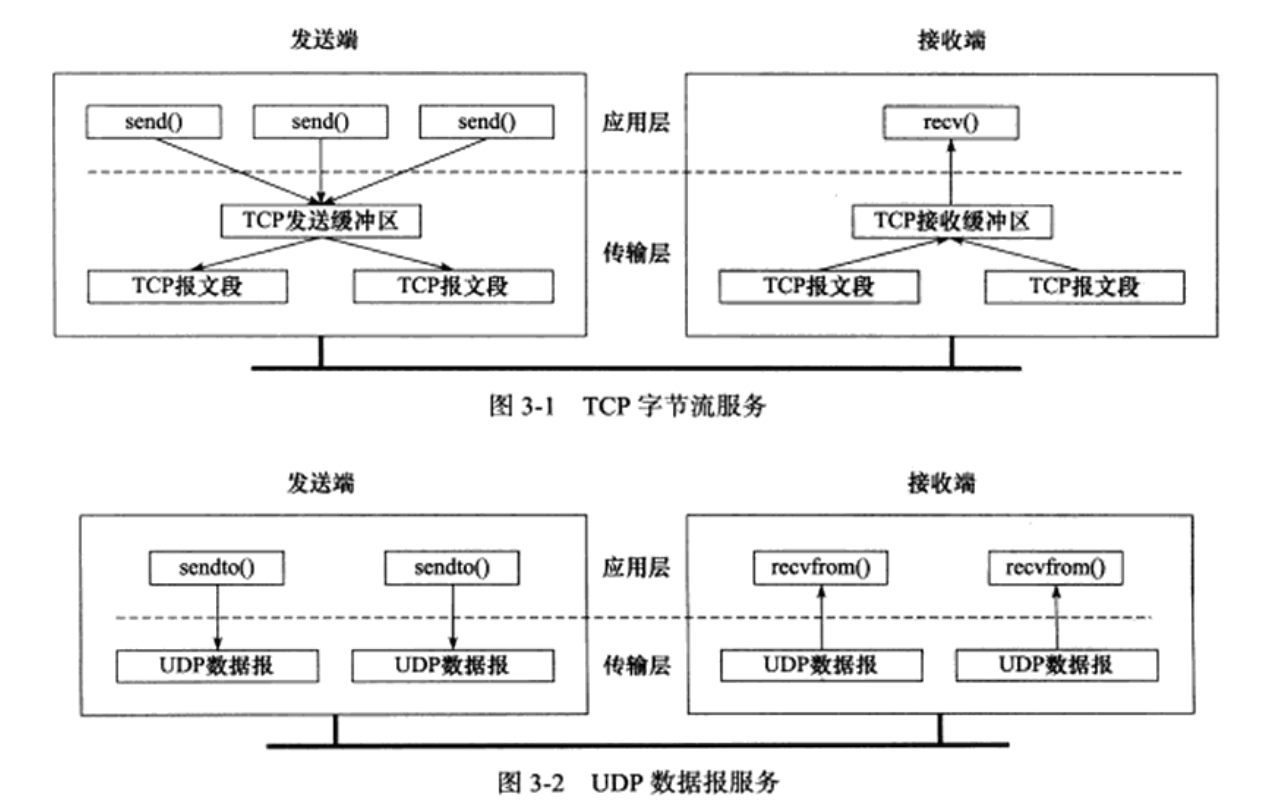 发送端 接收端
send() send() send() 应用层 recv()
TCP发送缓冲区 TCP接收缓冲区
传输层
TCP报文段 TCP报文段 TCP报文段 TCP报文段
图 3-1 TCP 字节流服务
发送端 接收端
sendto() sendto() 应用层 recvfrom() recvfrom()
UDP数据报 UDP数据报 传输层 UDP数据报 UDP数据报
图 3-2 UDP 数据报服务